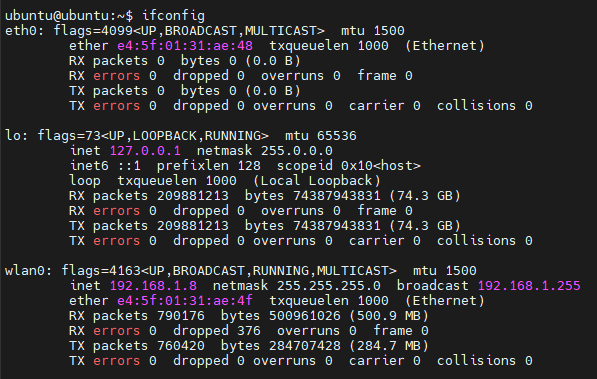 ubuntu@ubuntu:~$ ifconfig
eth0: flags=4099<UP,BROADCAST,MULTICAST>  mtu 1500
        ether e4:5f:01:31:ae:48  txqueuelen 1000  (Ethernet)
        RX packets 0  bytes 0 (0.0 B)
        RX errors 0  dropped 0  overruns 0  frame 0
        TX packets 0  bytes 0 (0.0 B)
        TX errors 0  dropped 0 overruns 0  carrier 0  collisions 0

lo: flags=73<UP,LOOPBACK,RUNNING>  mtu 65536
        inet 127.0.0.1  netmask 255.0.0.0
        inet6 ::1  prefixlen 128  scopeid 0x10<host>
        loop  txqueuelen 1000  (Local Loopback)
        RX packets 209881213  bytes 74387943831 (74.3 GB)
        RX errors 0  dropped 0  overruns 0  frame 0
        TX packets 209881213  bytes 74387943831 (74.3 GB)
        TX errors 0  dropped 0 overruns 0  carrier 0  collisions 0

wlan0: flags=4163<UP,BROADCAST,RUNNING,MULTICAST>  mtu 1500
        inet 192.168.1.8  netmask 255.255.255.0  broadcast 192.168.1.255
        ether e4:5f:01:31:ae:4f  txqueuelen 1000  (Ethernet)
        RX packets 790176  bytes 500961026 (500.9 MB)
        RX errors 0  dropped 376  overruns 0  frame 0
        TX packets 760420  bytes 284707428 (284.7 MB)
        TX errors 0  dropped 0 overruns 0  carrier 0  collisions 0